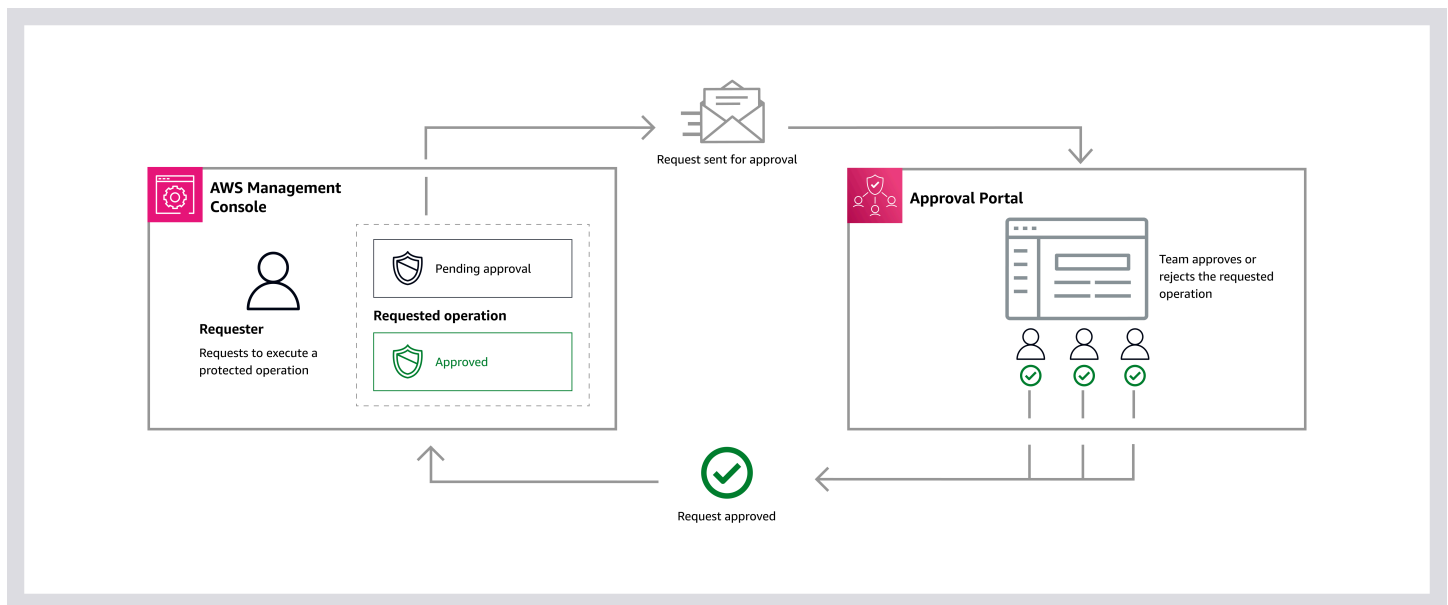 Request sent for approval
AWS Management
Console
Pending approval
Requested operation
Approved
Requester
Requests to execute a
protected operation
Approval Portal
Team approves or
rejects the requested
operation
Request approved